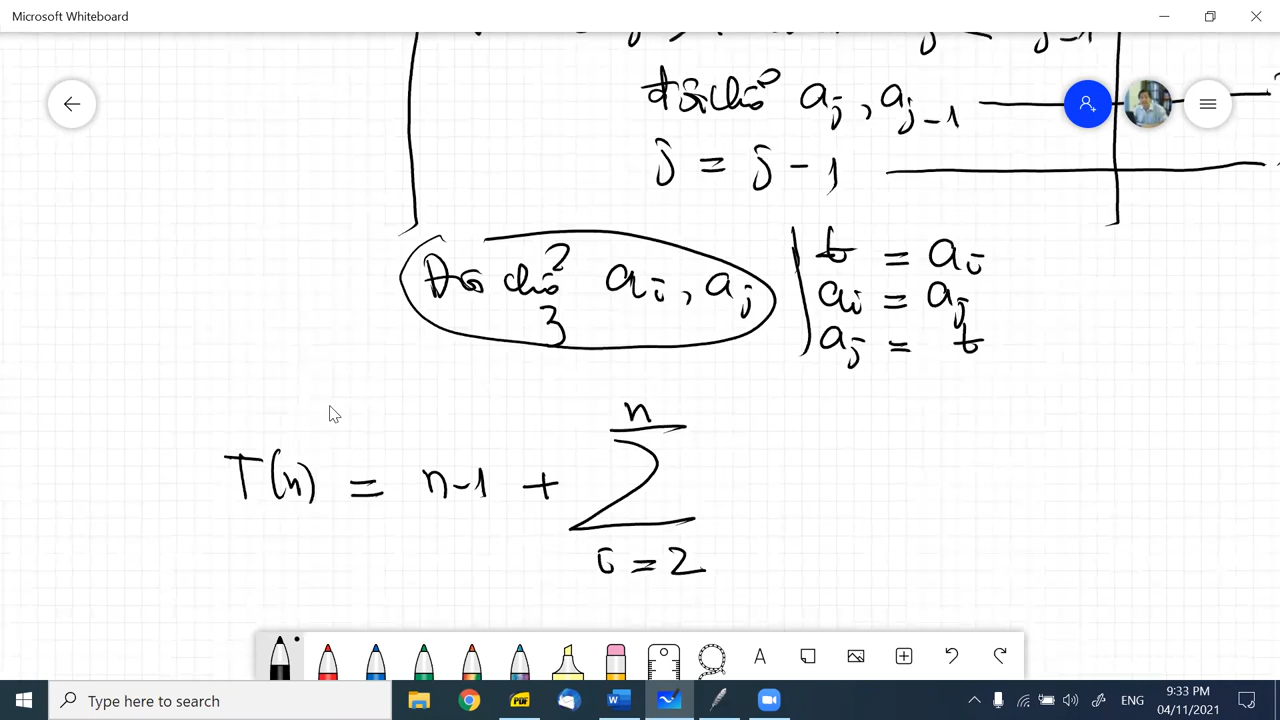 Microsoft Whiteboard
đổi chỗ aj, aj-1
j = j - 1
Đổi chỗ ai, aj
3
t = ai
ai = aj
aj = t
T(n) = n-1 +
n
∑
i = 2
A
Type here to search
PDF
W
ENG
9:33 PM
04/11/2021